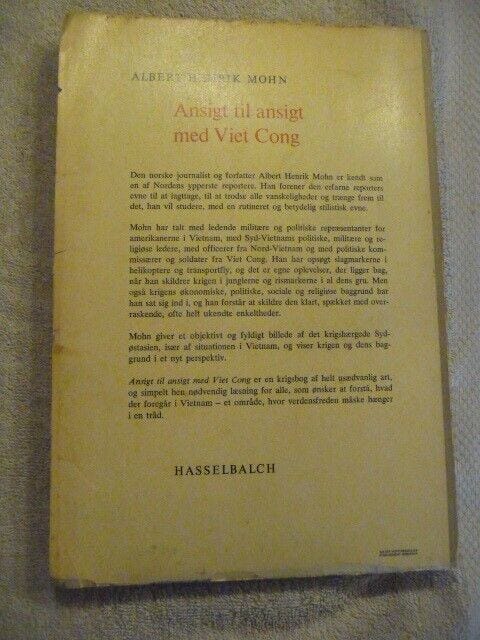 ALBERT HENRIK MOHN
Ansigt til ansigt
med Viet Cong
Den norske journalist og forfatter Albert Henrik Mohn er kendt som
en af Nordens ypperste reportere. Han forener den erfarne reporters
evne til at iagttage, til at trodse alle vanskeligheder og trænge frem til
det, han vil studere, med en rutineret og betydelig stilistisk evne.
Mohn har talt med ledende militære og politiske repræsentanter for
amerikanerne i Vietnam, med Syd-Vietnams politiske, militære og re-
ligiøse ledere, med officerer fra Nord-Vietnam og med politiske kom-
missærer og soldater fra Viet Cong. Han har opsøgt slagmarkerne i
helikoptere og transportfly, og det er egne oplevelser, der ligger bag,
når han skildrer krigen i junglerne og rismarkerne i al dens gru. Men
også krigens økonomiske, politiske, sociale og religiøse baggrund har
han sat sig ind i, og han forstår at skildre den klart, spækket med over-
raskende, ofte helt ukendte enkeltheder.
Mohn giver et objektivt og fyldigt billede af det krigshærgede Syd-
østasien, især af situationen i Vietnam, og viser krigen og dens bag-
grund i et nyt perspektiv.
Ansigt til ansigt med Viet Cong er en krigsbog af helt usædvanlig art,
og simpelt hen nødvendig læsning for alle, som ønsker at forstå, hvad
der foregår i Vietnam – et område, hvor verdensfreden måske hænger
i en tråd.
HASSELBALCH